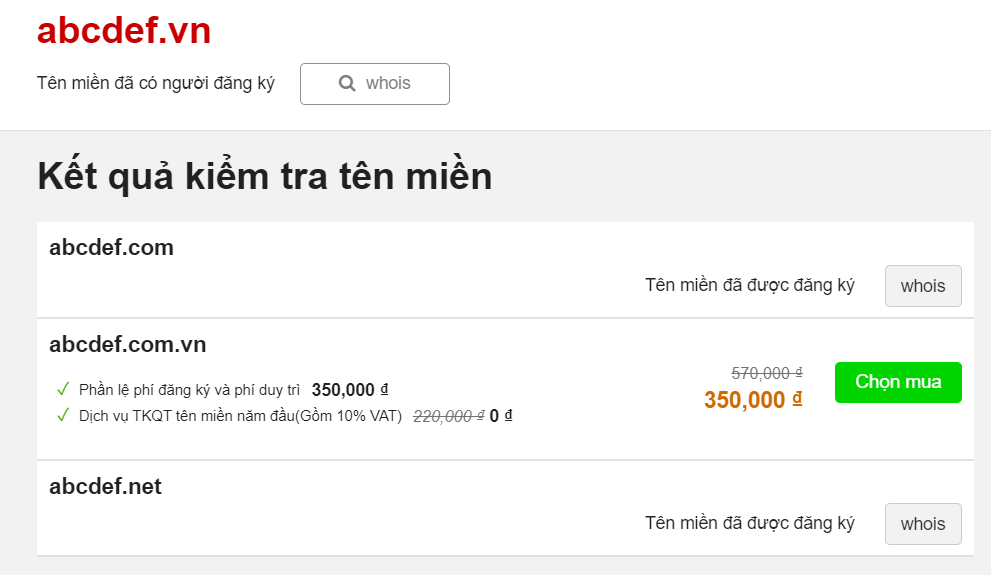 abcdef.vn
Tên miền đã có người đăng ký whois
Kết quả kiểm tra tên miền
abcdef.com
Tên miền đã được đăng ký whois
abcdef.com.vn
Phần lệ phí đăng ký và phí duy trì 350,000 ₫
Dịch vụ TKQT tên miền năm đầu(Gồm 10% VAT) 220,000 ₫ 0 ₫
570,000 ₫
350,000 ₫
Chọn mua
abcdef.net
Tên miền đã được đăng ký whois